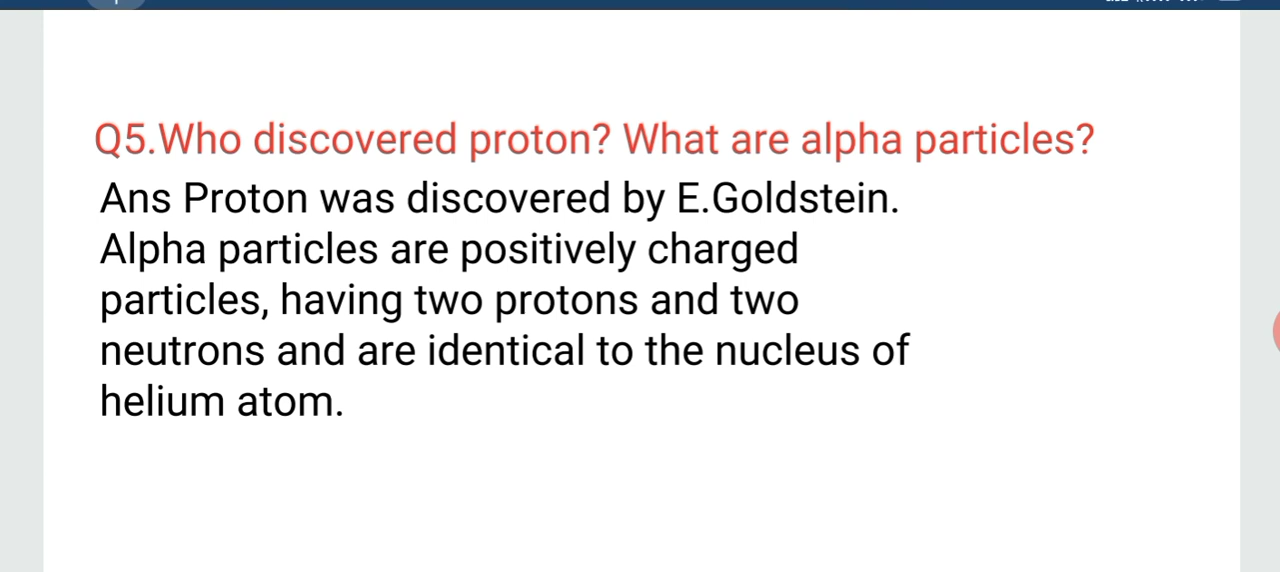 Q5.Who discovered proton? What are alpha particles?
Ans Proton was discovered by E.Goldstein.
Alpha particles are positively charged
particles, having two protons and two
neutrons and are identical to the nucleus of
helium atom.